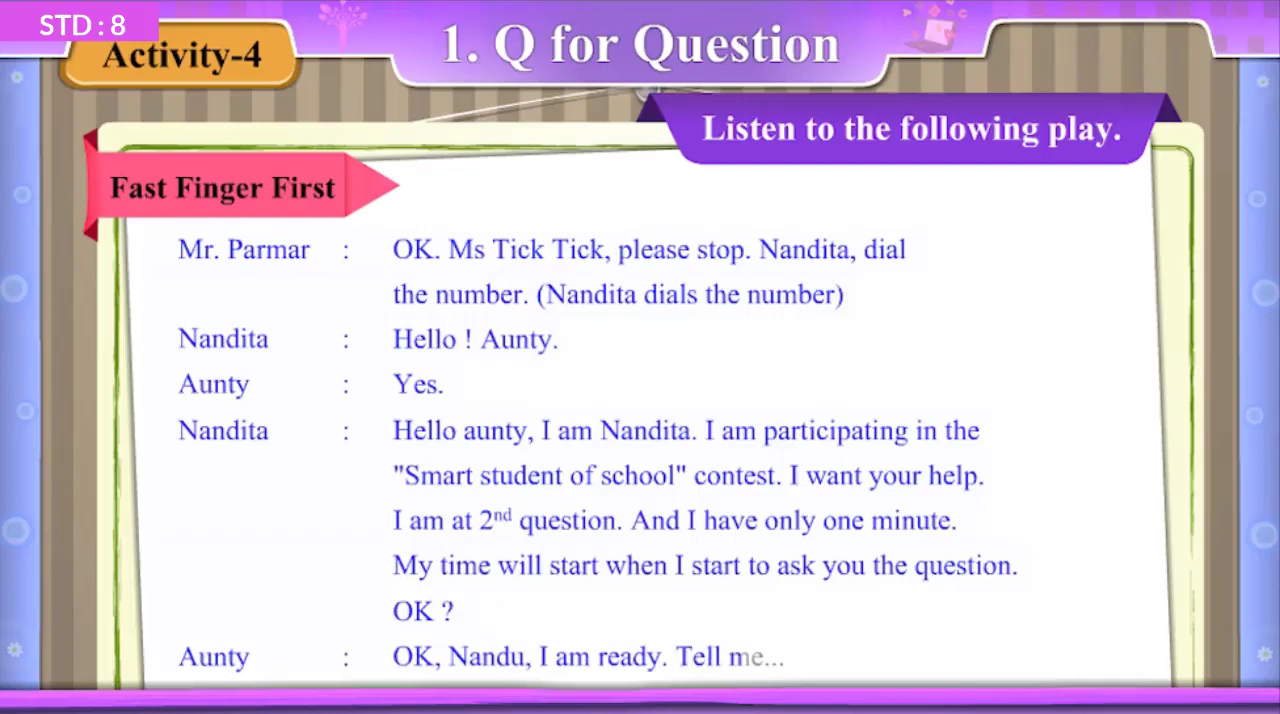 STD : 8
Activity-4
1. Q for Question
Listen to the following play.
Fast Finger First
Mr. Parmar : OK. Ms Tick Tick, please stop. Nandita, dial
the number. (Nandita dials the number)
Nandita : Hello ! Aunty.
Aunty : Yes.
Nandita : Hello aunty, I am Nandita. I am participating in the
"Smart student of school" contest. I want your help.
I am at 2nd question. And I have only one minute.
My time will start when I start to ask you the question.
OK ?
Aunty : OK, Nandu, I am ready. Tell me...